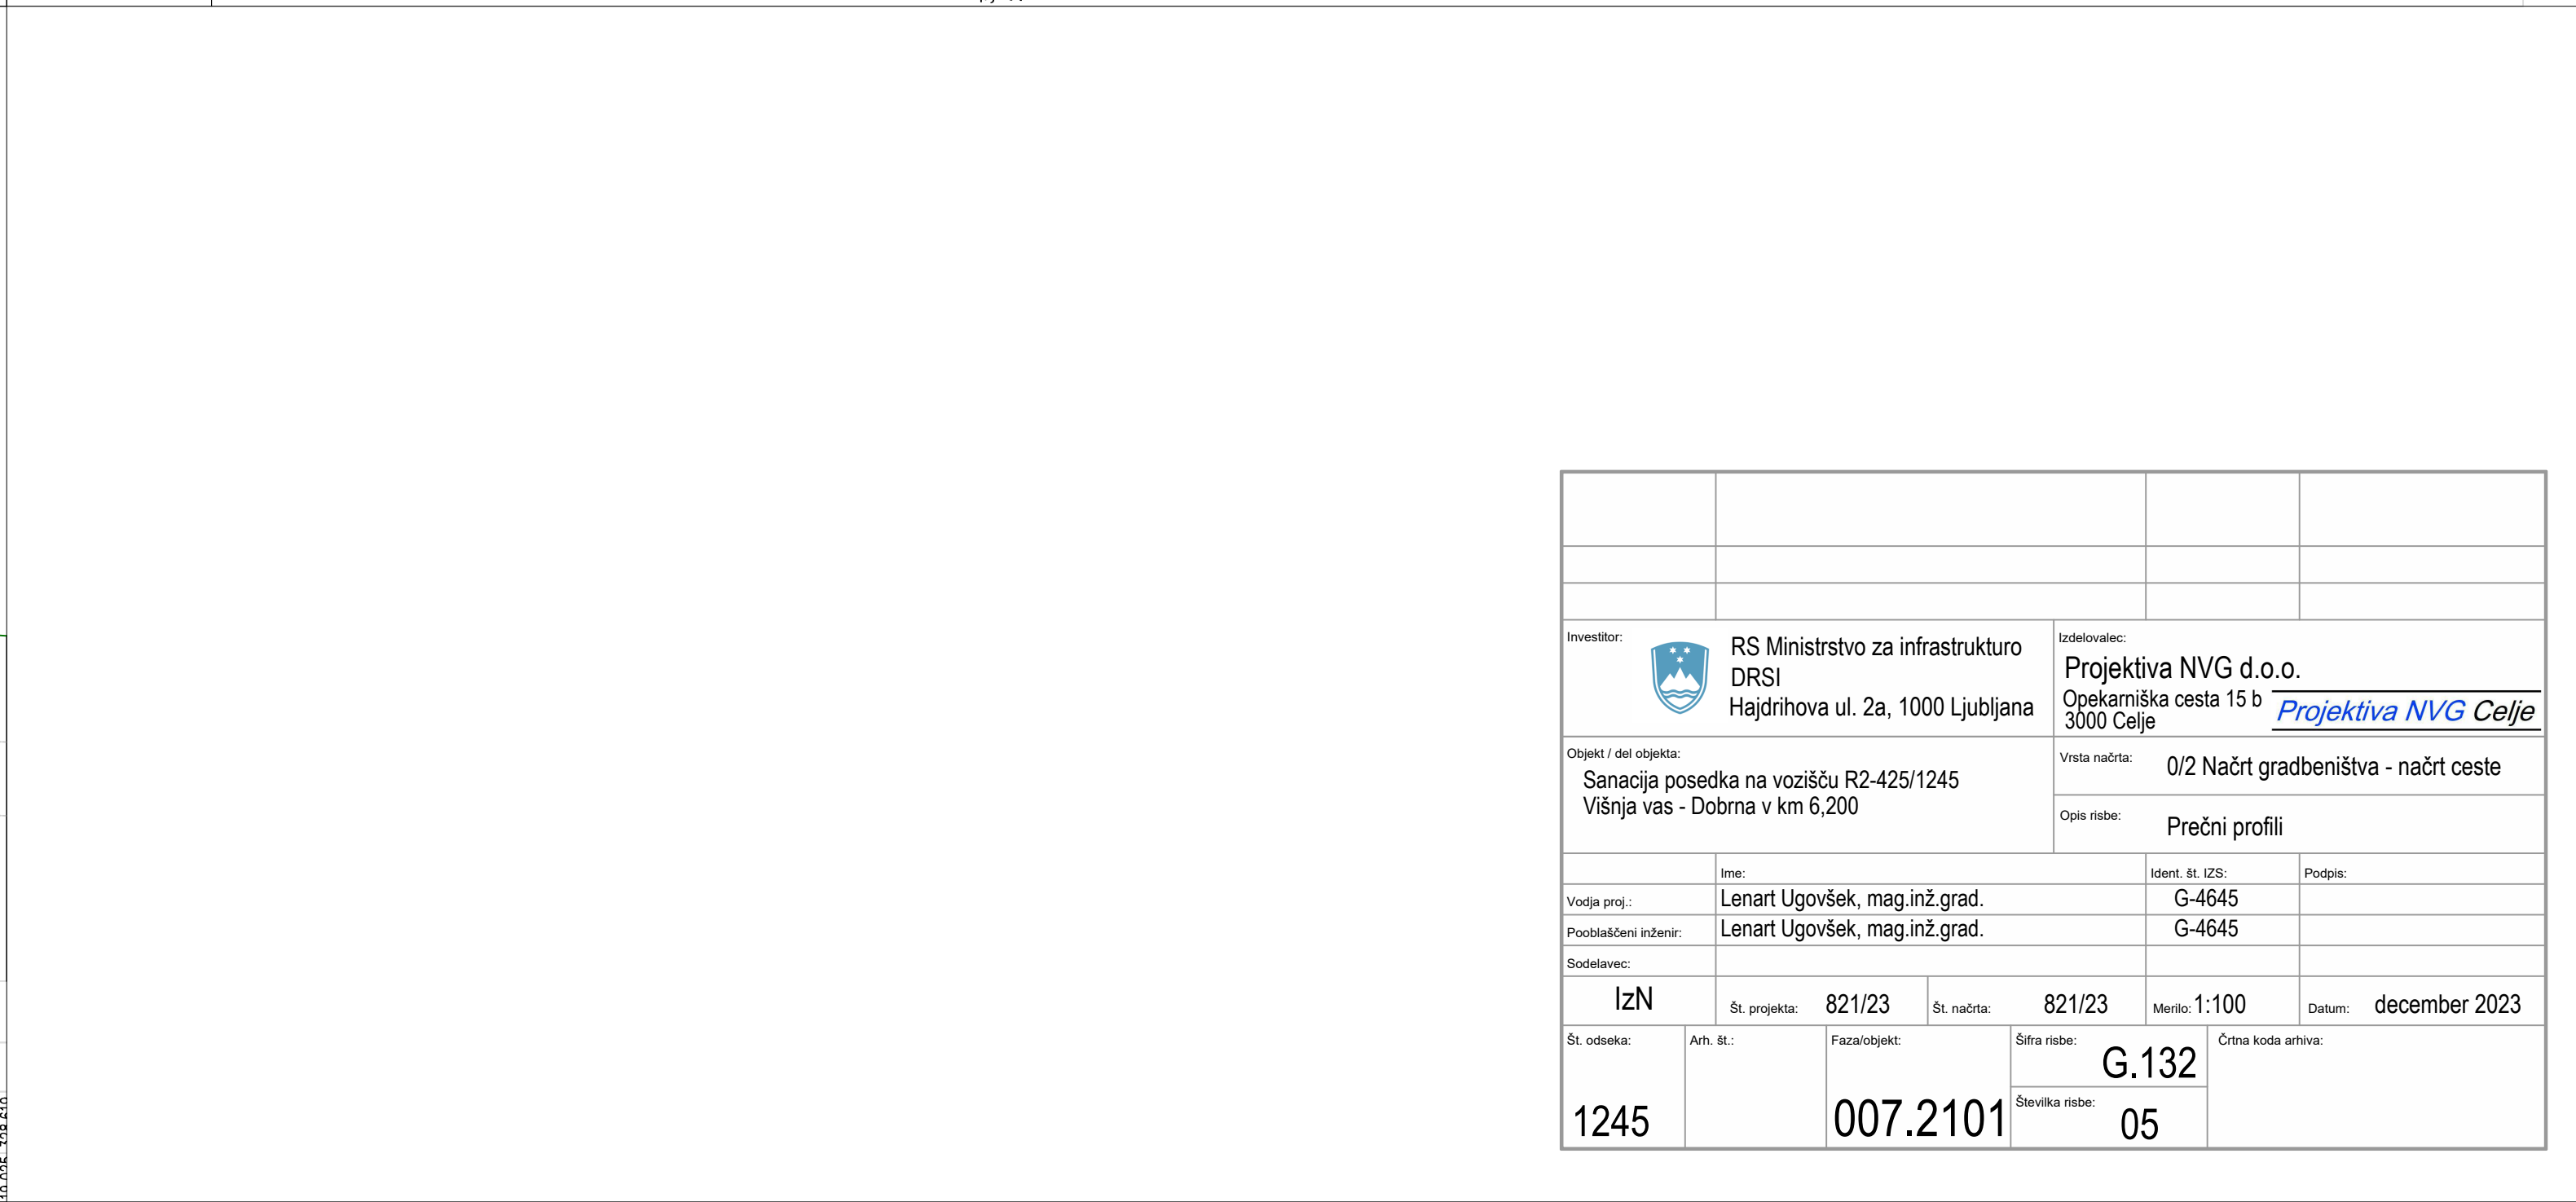 Investitor:
RS Ministrstvo za infrastrukturo
DRSI
Hajdrihova ul. 2a, 1000 Ljubljana
Izdelovalec:
Projektiva NVG d.o.o.
Opekarniška cesta 15 b
3000 Celje
Projektiva NVG Celje
Objekt / del objekta:
Sanacija posedka na vozišču R2-425/1245
Višnja vas - Dobrna v km 6,200
Vrsta načrta: 0/2 Načrt gradbeništva - načrt ceste
Opis risbe: Prečni profili
Ime: Ident. št. IZS: Podpis:
Vodja proj.: Lenart Ugovšek, mag.inž.grad. G-4645
Pooblaščeni inženir: Lenart Ugovšek, mag.inž.grad. G-4645
Sodelavec:
IzN Št. projekta: 821/23 Št. načrta: 821/23 Merilo: 1:100 Datum: december 2023
Št. odseka: 1245
Arh. št.:
Faza/objekt: 007.2101
Šifra risbe: G.132
Številka risbe: 05
Črtna koda arhiva: